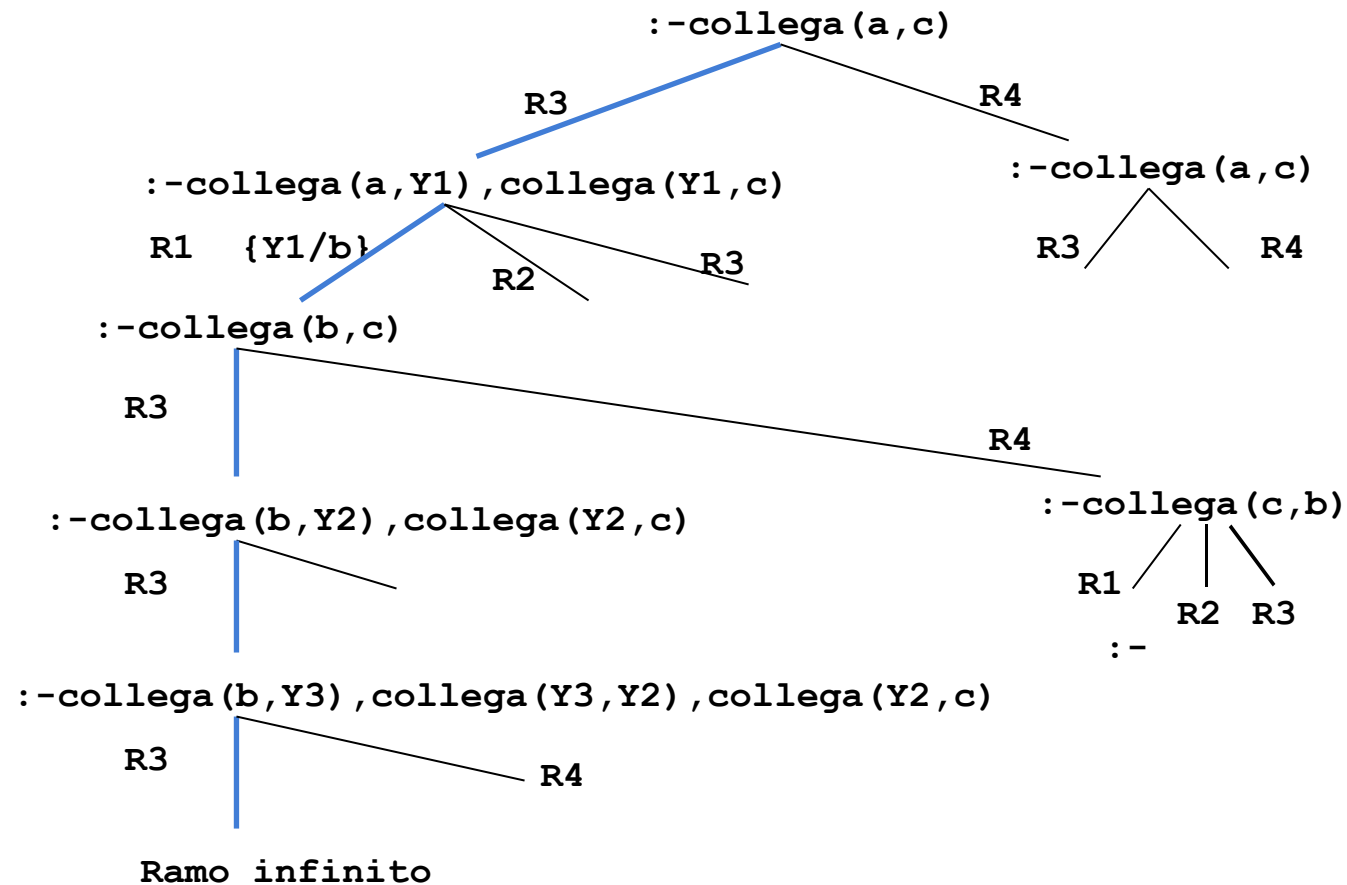 :-collega(a,c)
R3
R4
:-collega(a,Y1),collega(Y1,c)
:-collega(a,c)
R1 {Y1/b}
R2
R3
R3
R4
:-collega(b,c)
R3
R4
:-collega(b,Y2),collega(Y2,c)
:-collega(c,b)
R3
R1
R2
R3
:-
:-collega(b,Y3),collega(Y3,Y2),collega(Y2,c)
R3
R4
Ramo infinito